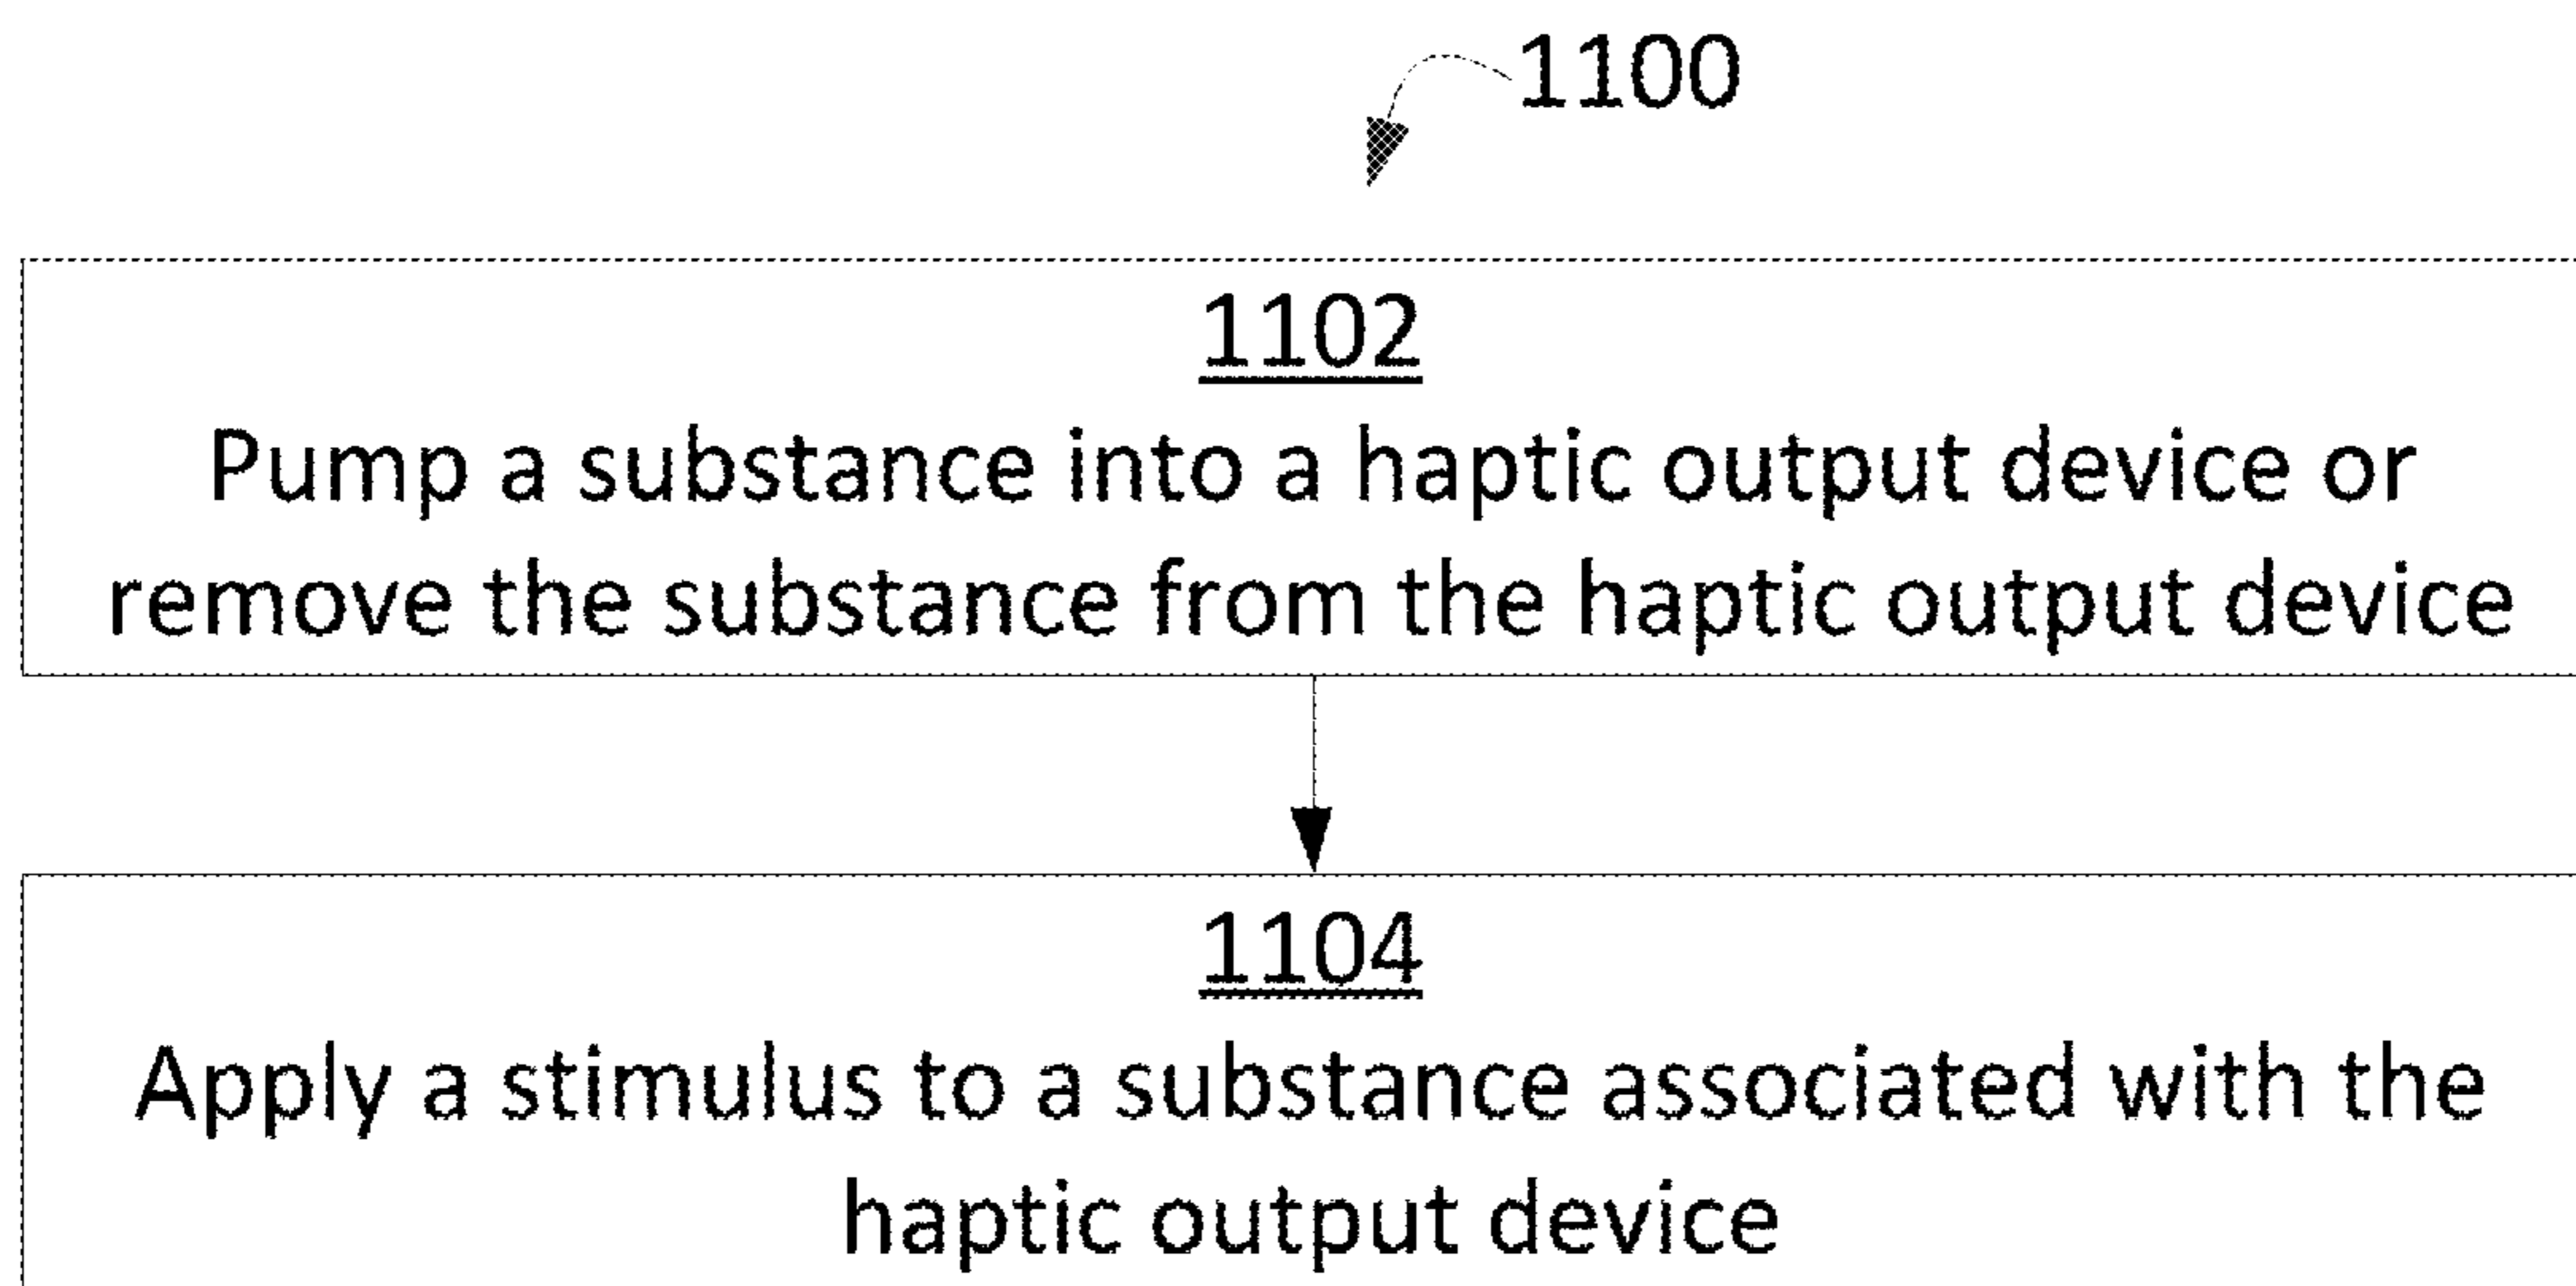 1100
1102
Pump a substance into a haptic output device or
remove the substance from the haptic output device
1104
Apply a stimulus to a substance associated with the
haptic output device